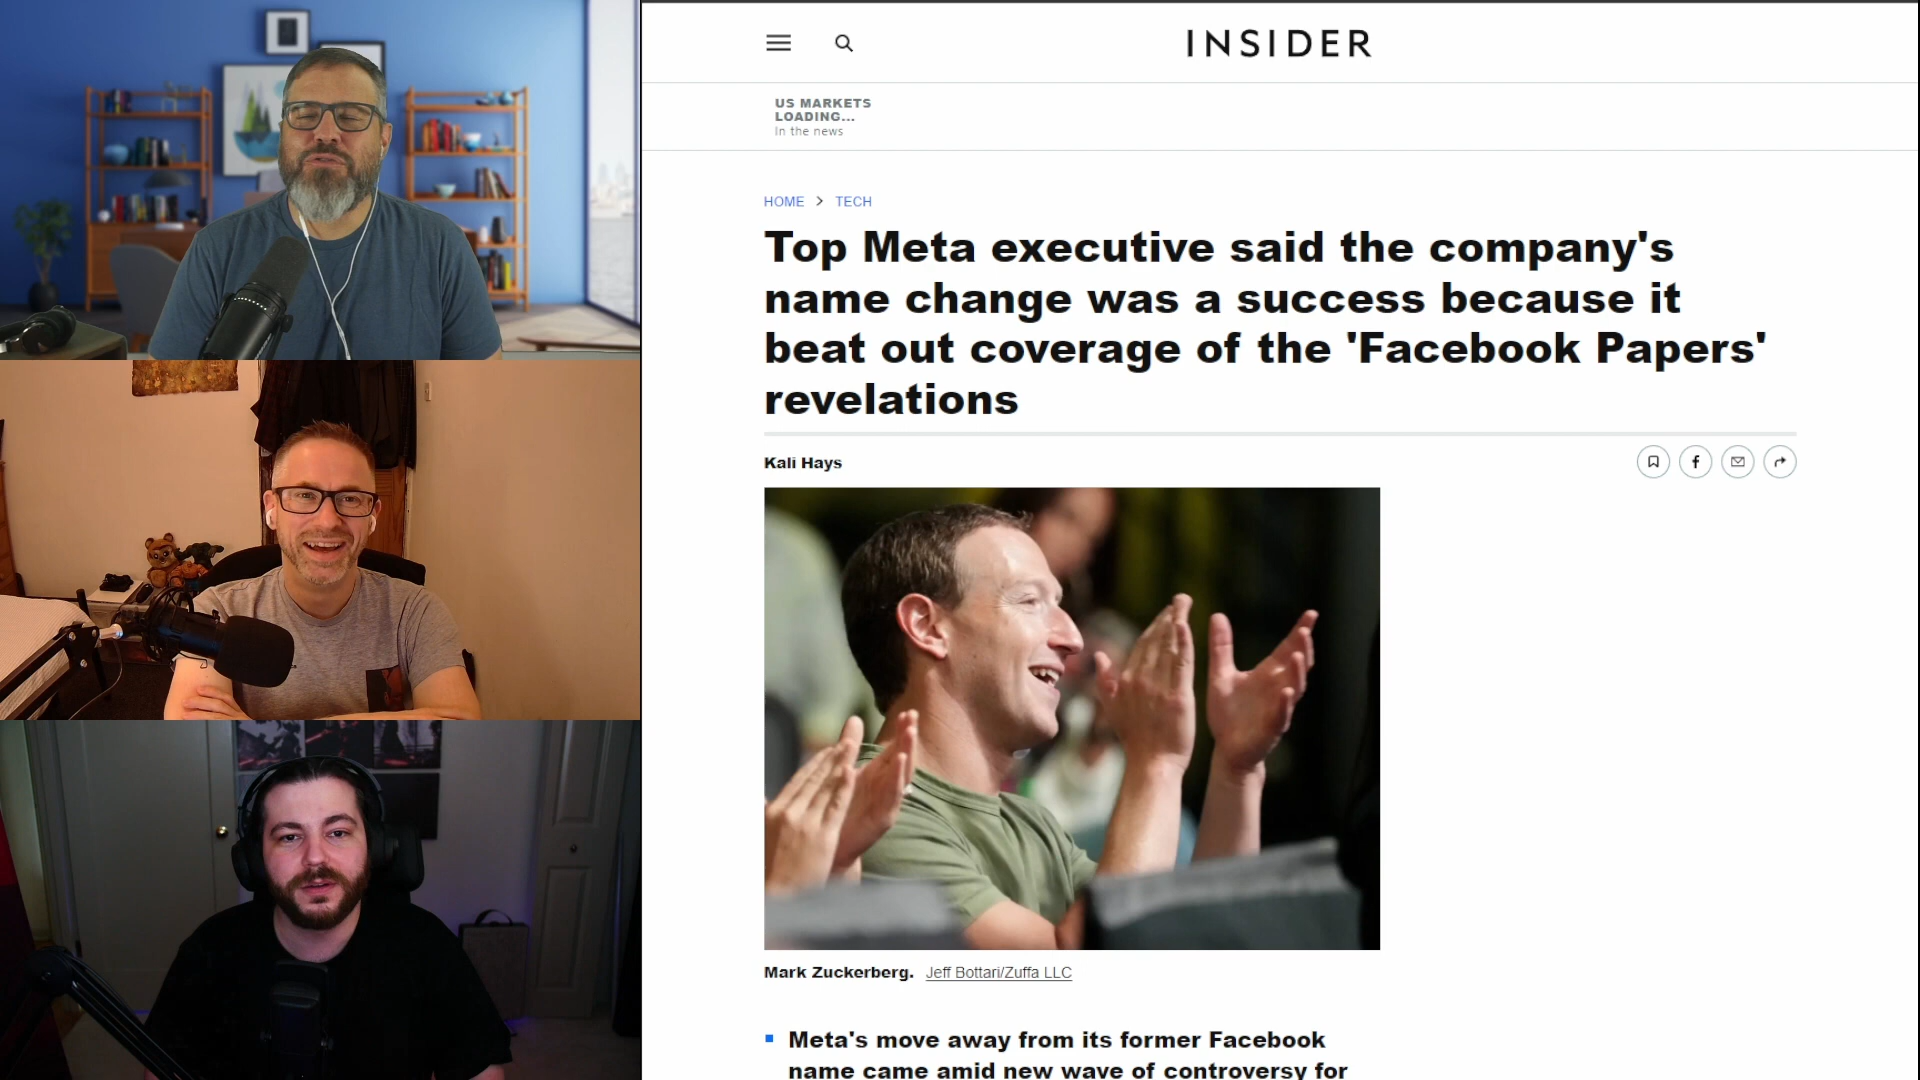 INSIDER
US MARKETS
LOADING...
In the news
HOME > TECH
Top Meta executive said the company's
name change was a success because it
beat out coverage of the 'Facebook Papers'
revelations
Kali Hays
Mark Zuckerberg. Jeff Bottari/Zuffa LLC
Meta's move away from its former Facebook
name came amid new wave of controversy for